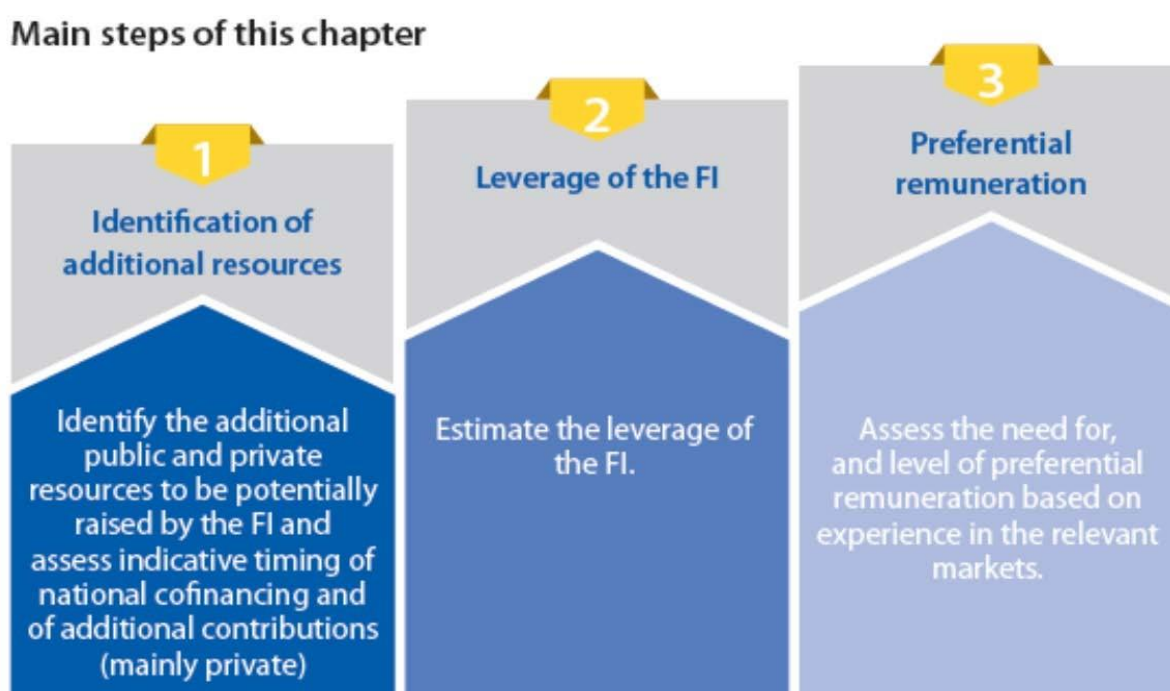 Main steps of this chapter
1
Identification of
additional resources
Identify the additional
public and private
resources to be potentially
raised by the FI and
assess indicative timing of
national cofinancing and
of additional contributions
(mainly private)
2
Leverage of the FI
Estimate the leverage of
the FI.
3
Preferential
remuneration
Assess the need for,
and level of preferential
remuneration based on
experience in the relevant
markets.